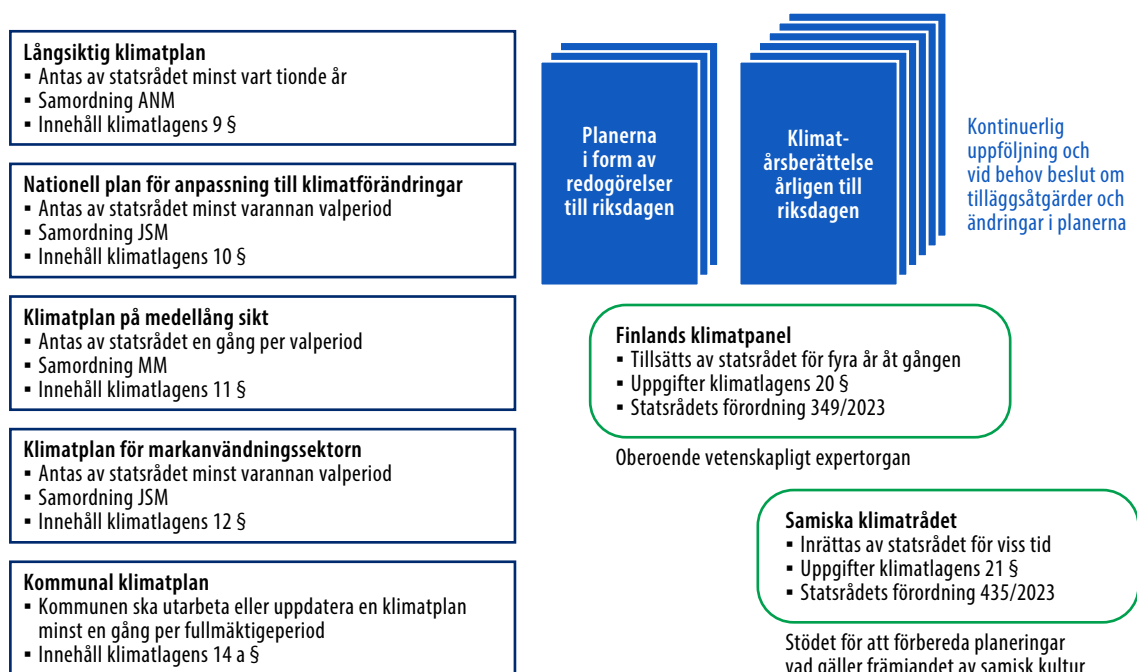 Långsiktig klimatplan
▪ Antas av statsrådet minst vart tionde år
▪ Samordning ANM
▪ Innehåll klimatlagens 9 §
Nationell plan för anpassning till klimatförändringar
▪ Antas av statsrådet minst varannan valperiod
▪ Samordning JSM
▪ Innehåll klimatlagens 10 §
Klimatplan på medellång sikt
▪ Antas av statsrådet en gång per valperiod
▪ Samordning MM
▪ Innehåll klimatlagens 11 §
Klimatplan för markanvändningssektorn
▪ Antas av statsrådet minst varannan valperiod
▪ Samordning JSM
▪ Innehåll klimatlagens 12 §
Kommunal klimatplan
▪ Kommunen ska utarbeta eller uppdatera en klimatplan
minst en gång per fullmäktigeperiod
▪ Innehåll klimatlagens 14 a §
Planerna
i form av
redogörelser
till riksdagen
Klimat-
årsberättelse
årligen till
riksdagen
Kontinuerlig
uppföljning och
vid behov beslut om
tilläggsåtgärder och
ändringar i planerna
Finlands klimatpanel
▪ Tillsätts av statsrådet för fyra år åt gången
▪ Uppgifter klimatlagens 20 §
▪ Statsrådets förordning 349/2023
Oberoende vetenskapligt expertorgan
Samiska klimatrådet
▪ Inrättas av statsrådet för viss tid
▪ Uppgifter klimatlagens 21 §
▪ Statsrådets förordning 435/2023
Stödet för att förbereda planeringar
vad gäller främjandet av samisk kultur